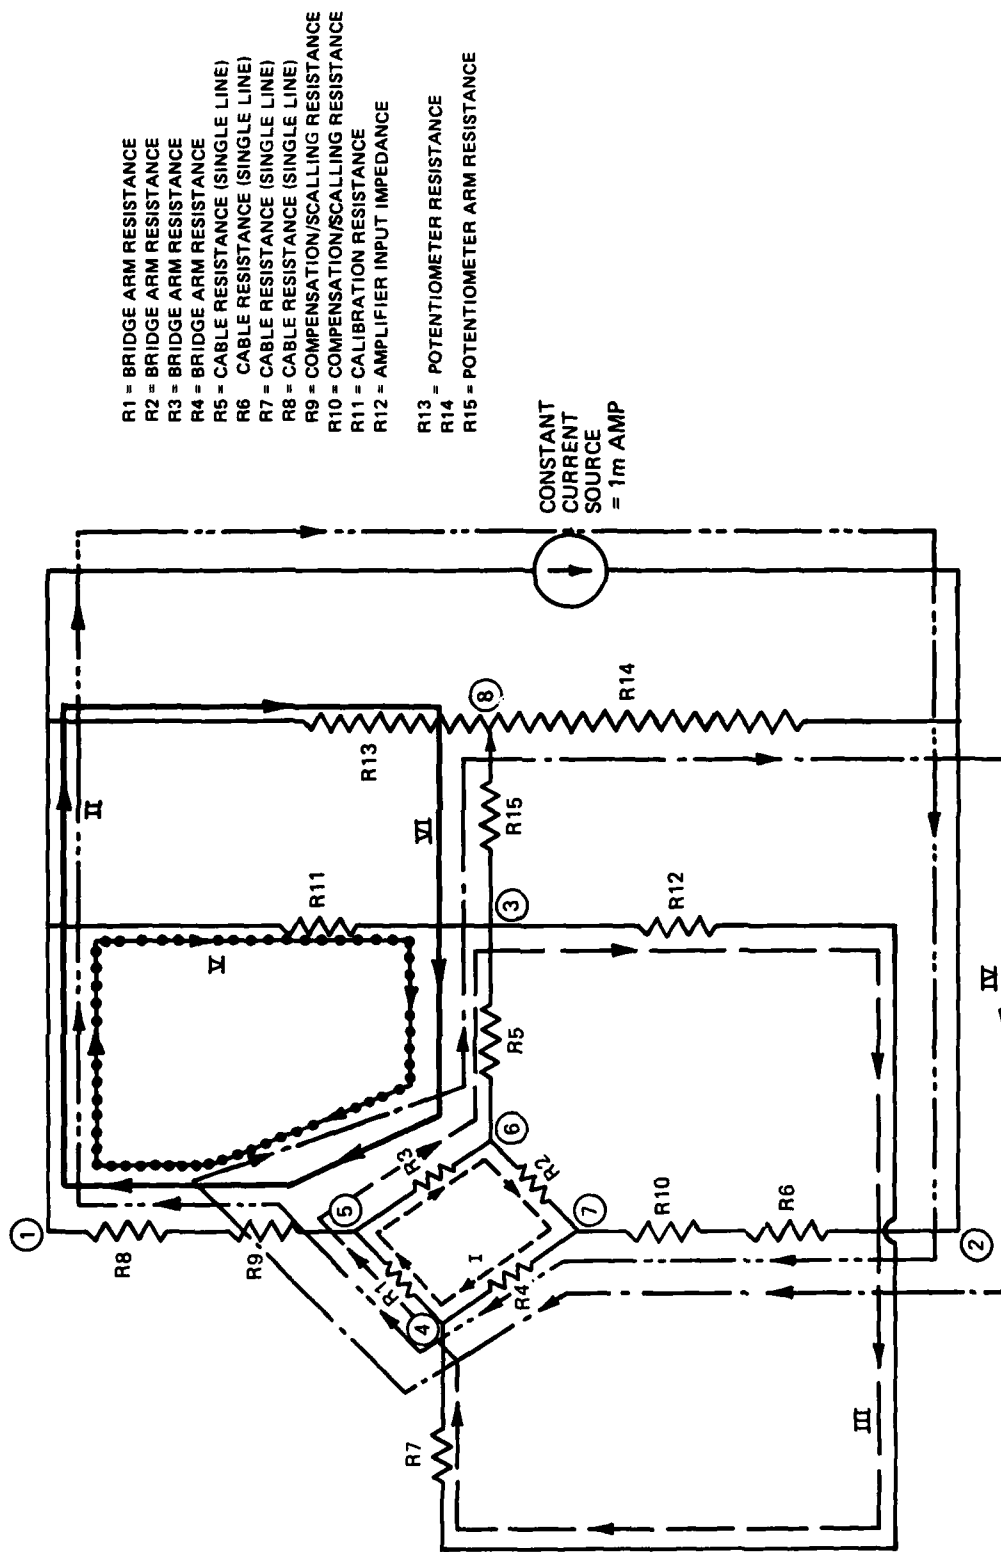 R1 = BRIDGE ARM RESISTANCE
R2 = BRIDGE ARM RESISTANCE
R3 = BRIDGE ARM RESISTANCE
R4 = BRIDGE ARM RESISTANCE
R5 = CABLE RESISTANCE (SINGLE LINE)
R6 CABLE RESISTANCE (SINGLE LINE)
R7 = CABLE RESISTANCE (SINGLE LINE)
R8 = CABLE RESISTANCE (SINGLE LINE)
R9 = COMPENSATION/SCALLING RESISTANCE
R10 = COMPENSATION/SCALLING RESISTANCE
R11 = CALIBRATION RESISTANCE
R12 = AMPLIFIER INPUT IMPEDANCE
R13 = POTENTIOMETER RESISTANCE
R14
R15 = POTENTIOMETER ARM RESISTANCE
CONSTANT
CURRENT
SOURCE
= 1m AMP
1
II
R8
R9
R11
R13
V
VI
8
R14
5
R3
R1
I
4
6
R5
3
R15
R2
R4
7
R7
R10
R6
R12
III
2
IV